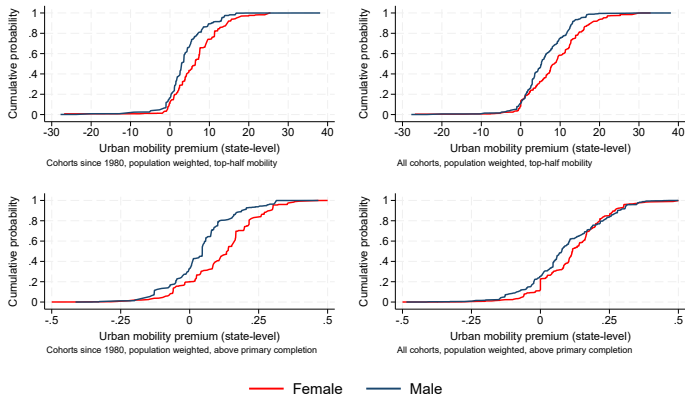 Cumulative probability
1
.8
.6
.4
.2
0
-30 -20 -10 0 10 20 30 40
Urban mobility premium (state-level)
Cohorts since 1980, population weighted, top-half mobility
Cumulative probability
1
.8
.6
.4
.2
0
-30 -20 -10 0 10 20 30 40
Urban mobility premium (state-level)
All cohorts, population weighted, top-half mobility
Cumulative probability
1
.8
.6
.4
.2
0
-.5 -.25 0 .25 .5
Urban mobility premium (state-level)
Cohorts since 1980, population weighted, above primary completion
Cumulative probability
1
.8
.6
.4
.2
0
-.5 -.25 0 .25 .5
Urban mobility premium (state-level)
All cohorts, population weighted, above primary completion
Female Male